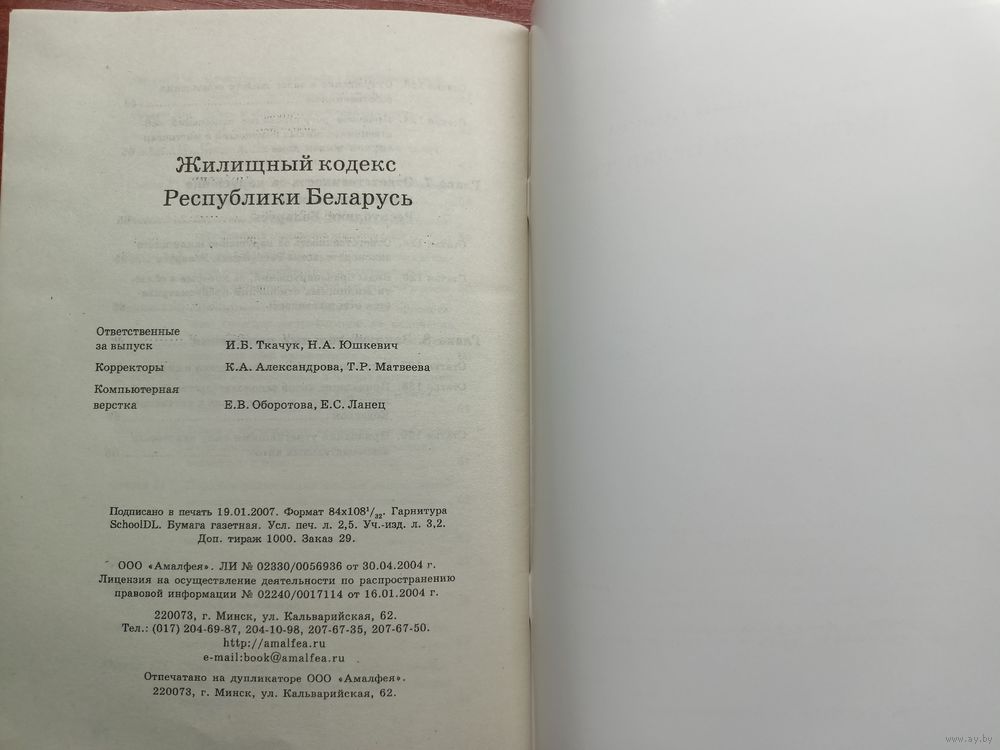 Жилищный кодекс
Республики Беларусь
Ответственные
за выпуск И.Б. Ткачук, Н.А. Юшкевич
Корректоры К.А. Александрова, Т.Р. Матвеева
Компьютерная
верстка Е.В. Оборотова, Е.С. Ланец
Подписано в печать 19.01.2007. Формат 84х108¹/₃₂. Гарнитура
SchoolDL. Бумага газетная. Усл. печ. л. 2,5. Уч.-изд. л. 3,2.
Доп. тираж 1000. Заказ 29.
ООО «Амалфея». ЛИ № 02330/0056936 от 30.04.2004 г.
Лицензия на осуществление деятельности по распространению
правовой информации № 02240/0017114 от 16.01.2004 г.
220073, г. Минск, ул. Кальварийская, 62.
Тел.: (017) 204-69-87, 204-10-98, 207-67-35, 207-67-50.
http://amalfea.ru
e-mail:book@amalfea.ru
Отпечатано на дупликаторе ООО «Амалфея».
220073, г. Минск, ул. Кальварийская, 62.
www.ay.by